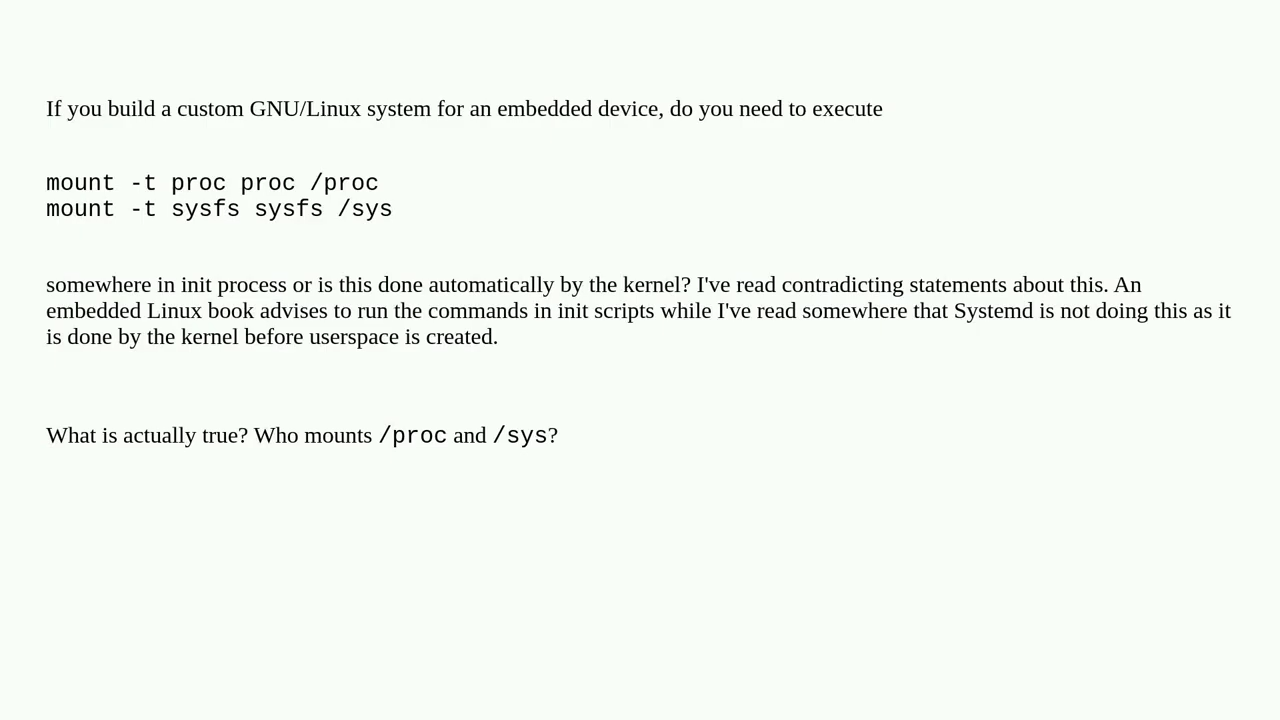 If you build a custom GNU/Linux system for an embedded device, do you need to execute
mount -t proc proc /proc
mount -t sysfs sysfs /sys
somewhere in init process or is this done automatically by the kernel? I've read contradicting statements about this. An
embedded Linux book advises to run the commands in init scripts while I've read somewhere that Systemd is not doing this as it
is done by the kernel before userspace is created.
What is actually true? Who mounts /proc and /sys?